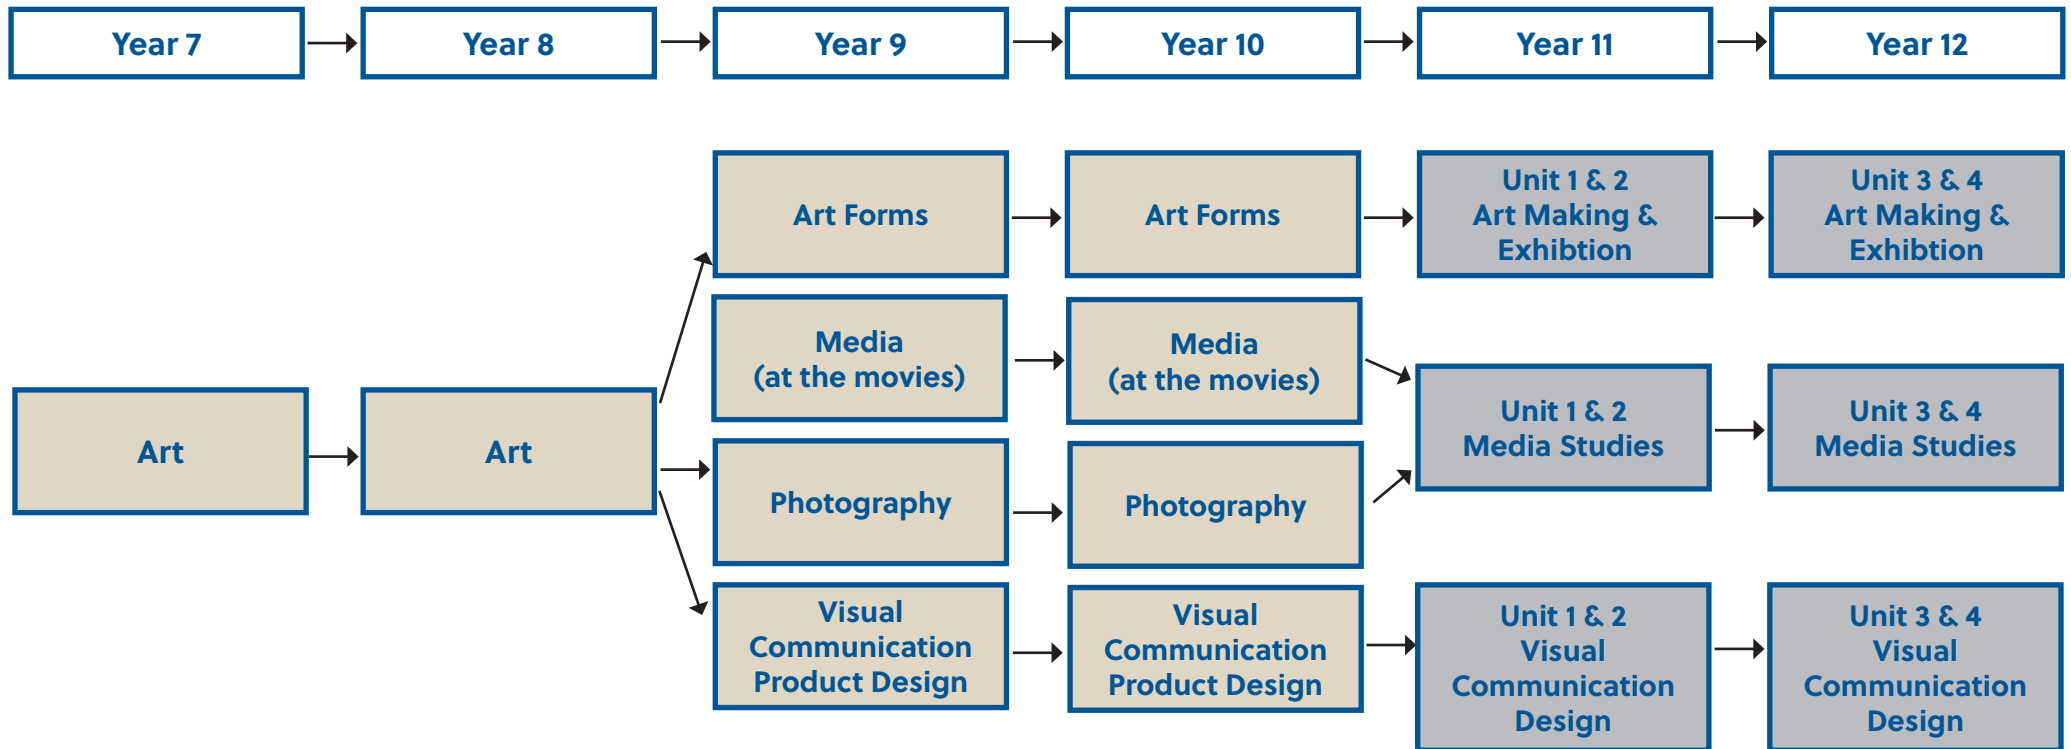 Year 7
Year 8
Year 9
Year 10
Year 11
Year 12
Art Forms
Art Forms
Unit 1 & 2
Art Making &
Exhibtion
Unit 3 & 4
Art Making &
Exhibtion
Media
(at the movies)
Media
(at the movies)
Art
Art
Unit 1 & 2
Media Studies
Unit 3 & 4
Media Studies
Photography
Photography
Visual
Communication
Product Design
Visual
Communication
Product Design
Unit 1 & 2
Visual
Communication
Design
Unit 3 & 4
Visual
Communication
Design